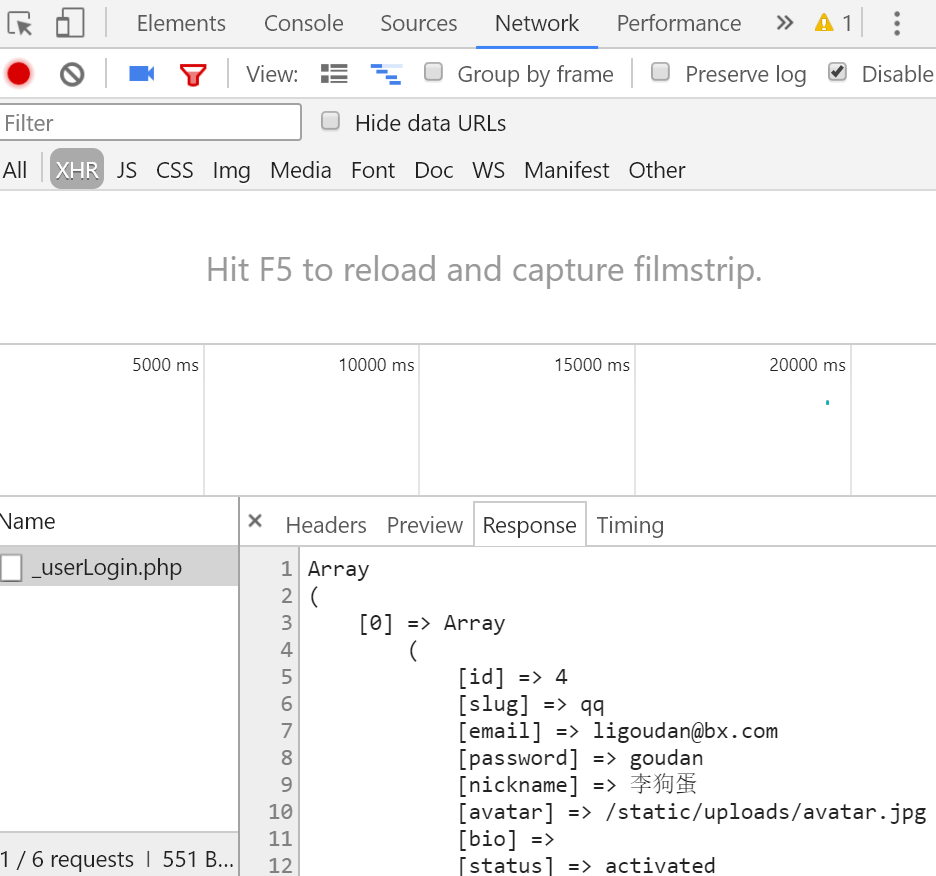 Elements Console Sources Network Performance » 1
View: Group by frame Preserve log Disable
Filter Hide data URLs
All XHR JS CSS Img Media Font Doc WS Manifest Other
Hit F5 to reload and capture filmstrip.
5000 ms 10000 ms 15000 ms 20000 ms
Name × Headers Preview Response Timing
_userLogin.php
1 Array
2 (
3 [0] => Array
4 (
5 [id] => 4
6 [slug] => qq
7 [email] => ligoudan@bx.com
8 [password] => goudan
9 [nickname] => 李狗蛋
10 [avatar] => /static/uploads/avatar.jpg
11 [bio] =>
12 [status] => activated
1 / 6 requests | 551 B...